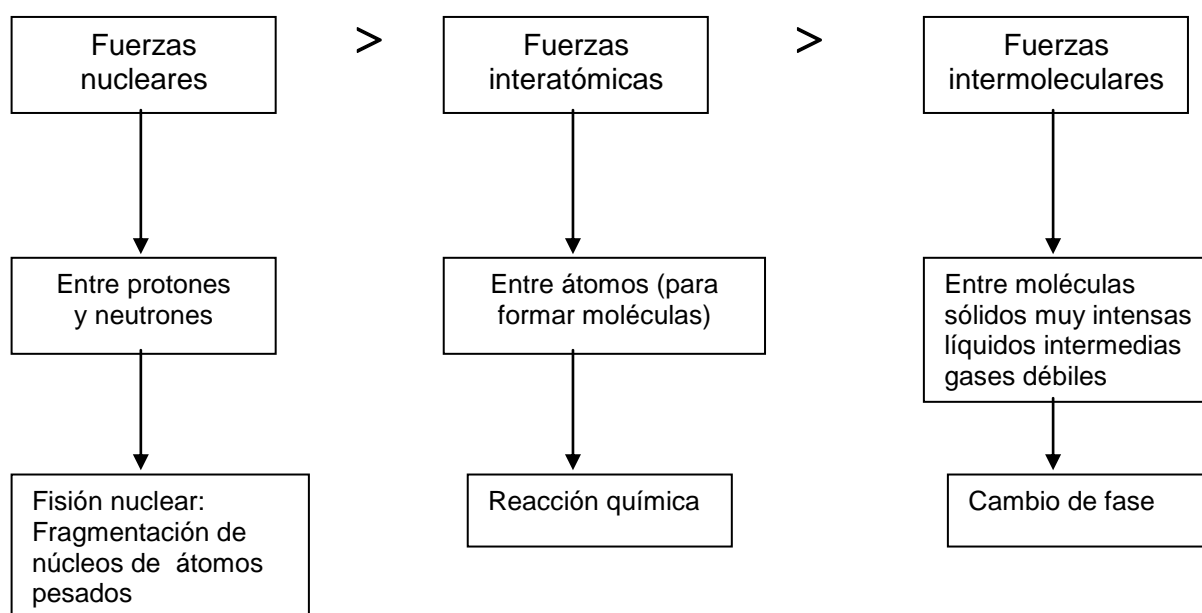 Fuerzas
nucleares
>
Fuerzas
interatómicas
>
Fuerzas
intermoleculares
Entre protones
y neutrones
Entre átomos (para
formar moléculas)
Entre moléculas
sólidos muy intensas
líquidos intermedias
gases débiles
Fisión nuclear:
Fragmentación de
núcleos de átomos
pesados
Reacción química
Cambio de fase